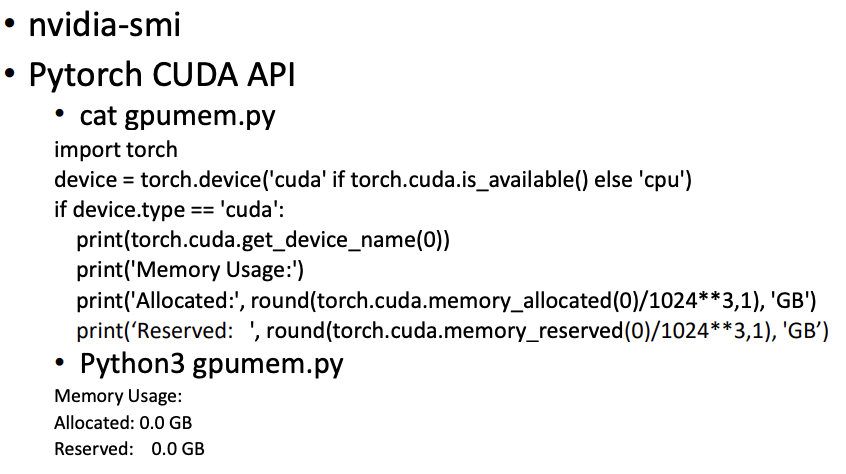 • nvidia-smi
• Pytorch CUDA API
• cat gpumem.py
import torch
device = torch.device('cuda' if torch.cuda.is_available() else 'cpu')
if device.type == 'cuda':
    print(torch.cuda.get_device_name(0))
    print('Memory Usage:')
    print('Allocated:', round(torch.cuda.memory_allocated(0)/1024**3,1), 'GB')
    print(‘Reserved:   ', round(torch.cuda.memory_reserved(0)/1024**3,1), 'GB’)
• Python3 gpumem.py
Memory Usage:
Allocated: 0.0 GB
Reserved:    0.0 GB